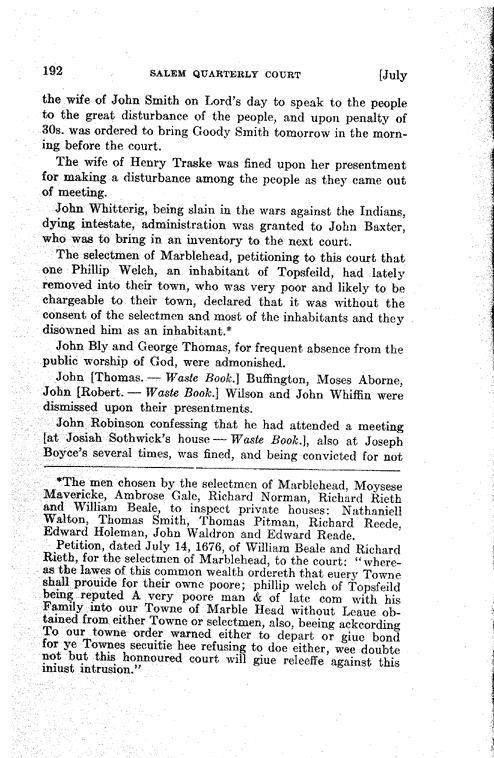 192 SALEM QUARTERLY COURT [July
the wife of John Smith on Lord's day to speak to the people
to the great disturbance of the people, and upon penalty of
30s. was ordered to bring Goody Smith tomorrow in the morn-
ing before the court.
The wife of Henry Traske was fined upon her presentment
for making a disturbance among the people as they came out
of meeting.
John Whitterig, being slain in the wars against the Indians,
dying intestate, administration was granted to John Baxter,
who was to bring in an inventory to the next court.
The selectmen of Marblehead, petitioning to this court that
one Phillip Welch, an inhabitant of Topsfeild, had lately
removed into their town, who was very poor and likely to be
chargeable to their town, declared that it was without the
consent of the selectmen and most of the inhabitants and they
disowned him as an inhabitant.*
John Bly and George Thomas, for frequent absence from the
public worship of God, were admonished.
John [Thomas. — Waste Book.] Buffington, Moses Aborne,
John [Robert. — Waste Book.] Wilson and John Whiffin were
dismissed upon their presentments.
John Robinson confessing that he had attended a meeting
[at Josiah Sothwick's house — Waste Book.], also at Joseph
Boyce's several times, was fined, and being convicted for not
*The men chosen by the selectmen of Marblehead, Moysese
Mavericke, Ambrose Gale, Richard Norman, Richard Rieth
and William Beale, to inspect private houses: Nathaniell
Walton, Thomas Smith, Thomas Pitman, Richard Reede,
Edward Holeman, John Waldron and Edward Reade.
Petition, dated July 14, 1676, of William Beale and Richard
Rieth, for the selectmen of Marblehead, to the court: "where-
as the lawes of this common wealth ordereth that euery Towne
shall prouide for their owne poore; phillip welch of Topsfeild
being reputed A very poore man & of late com with his
Family into our Towne of Marble Head without Leaue ob-
tained from either Towne or selectmen, also, beeing ackcording
To our towne order warned either to depart or giue bond
for ye Townes secuitie hee refusing to doe either, wee doubte
not but this honnoured court will giue releeffe against this
iniust intrusion."